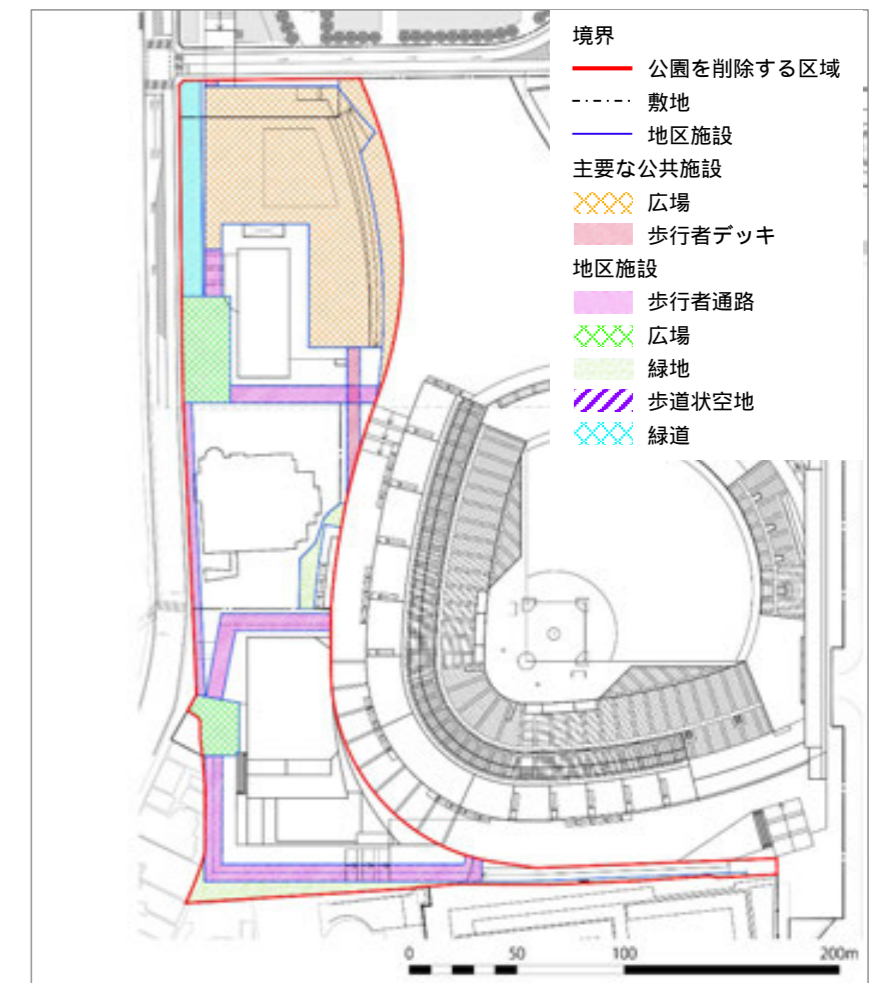 境界
公園を削除する区域
敷地
地区施設
主要な公共施設
広場
歩行者デッキ
地区施設
歩行者通路
広場
緑地
歩道状空地
緑道
0 50 100 200m